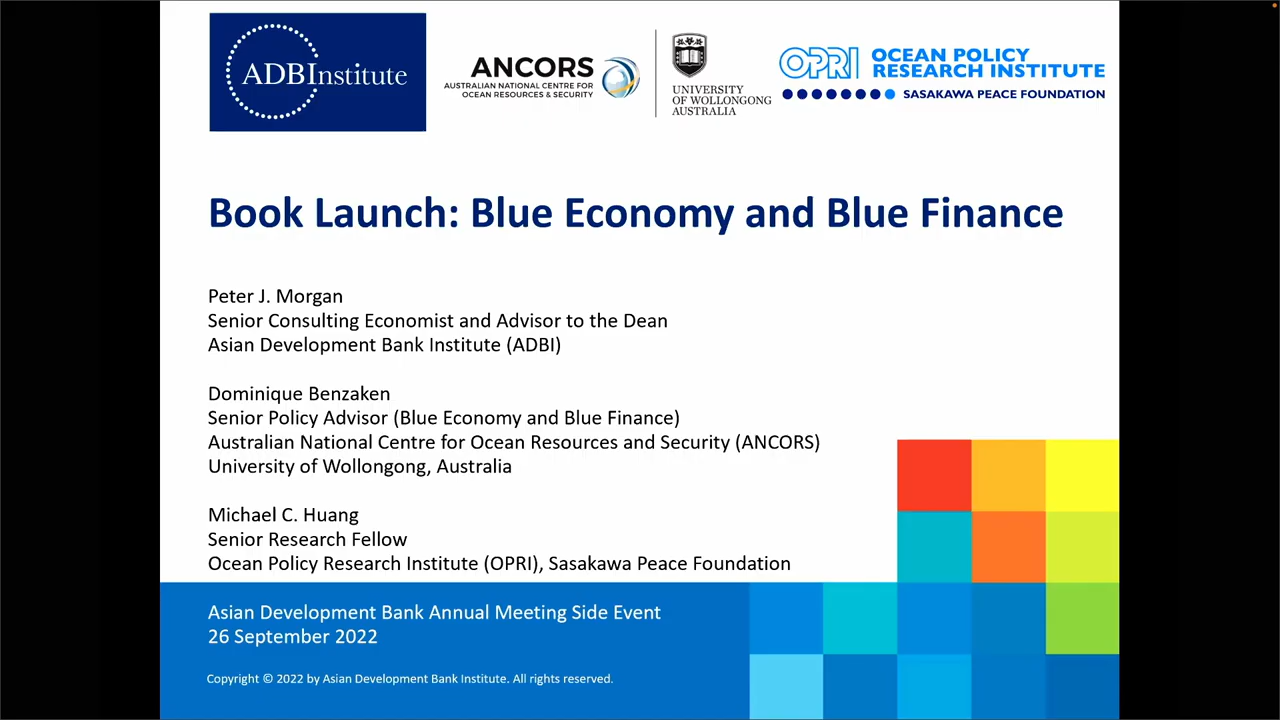 ADBInstitute
ANCORS
AUSTRALIAN NATIONAL CENTRE FOR
OCEAN RESOURCES & SECURITY
UNIVERSITY
OF WOLLONGONG
AUSTRALIA
OPRI
OCEAN POLICY
RESEARCH INSTITUTE
SASAKAWA PEACE FOUNDATION
Book Launch: Blue Economy and Blue Finance
Peter J. Morgan
Senior Consulting Economist and Advisor to the Dean
Asian Development Bank Institute (ADBI)
Dominique Benzaken
Senior Policy Advisor (Blue Economy and Blue Finance)
Australian National Centre for Ocean Resources and Security (ANCORS)
University of Wollongong, Australia
Michael C. Huang
Senior Research Fellow
Ocean Policy Research Institute (OPRI), Sasakawa Peace Foundation
Asian Development Bank Annual Meeting Side Event
26 September 2022
Copyright © 2022 by Asian Development Bank Institute. All rights reserved.